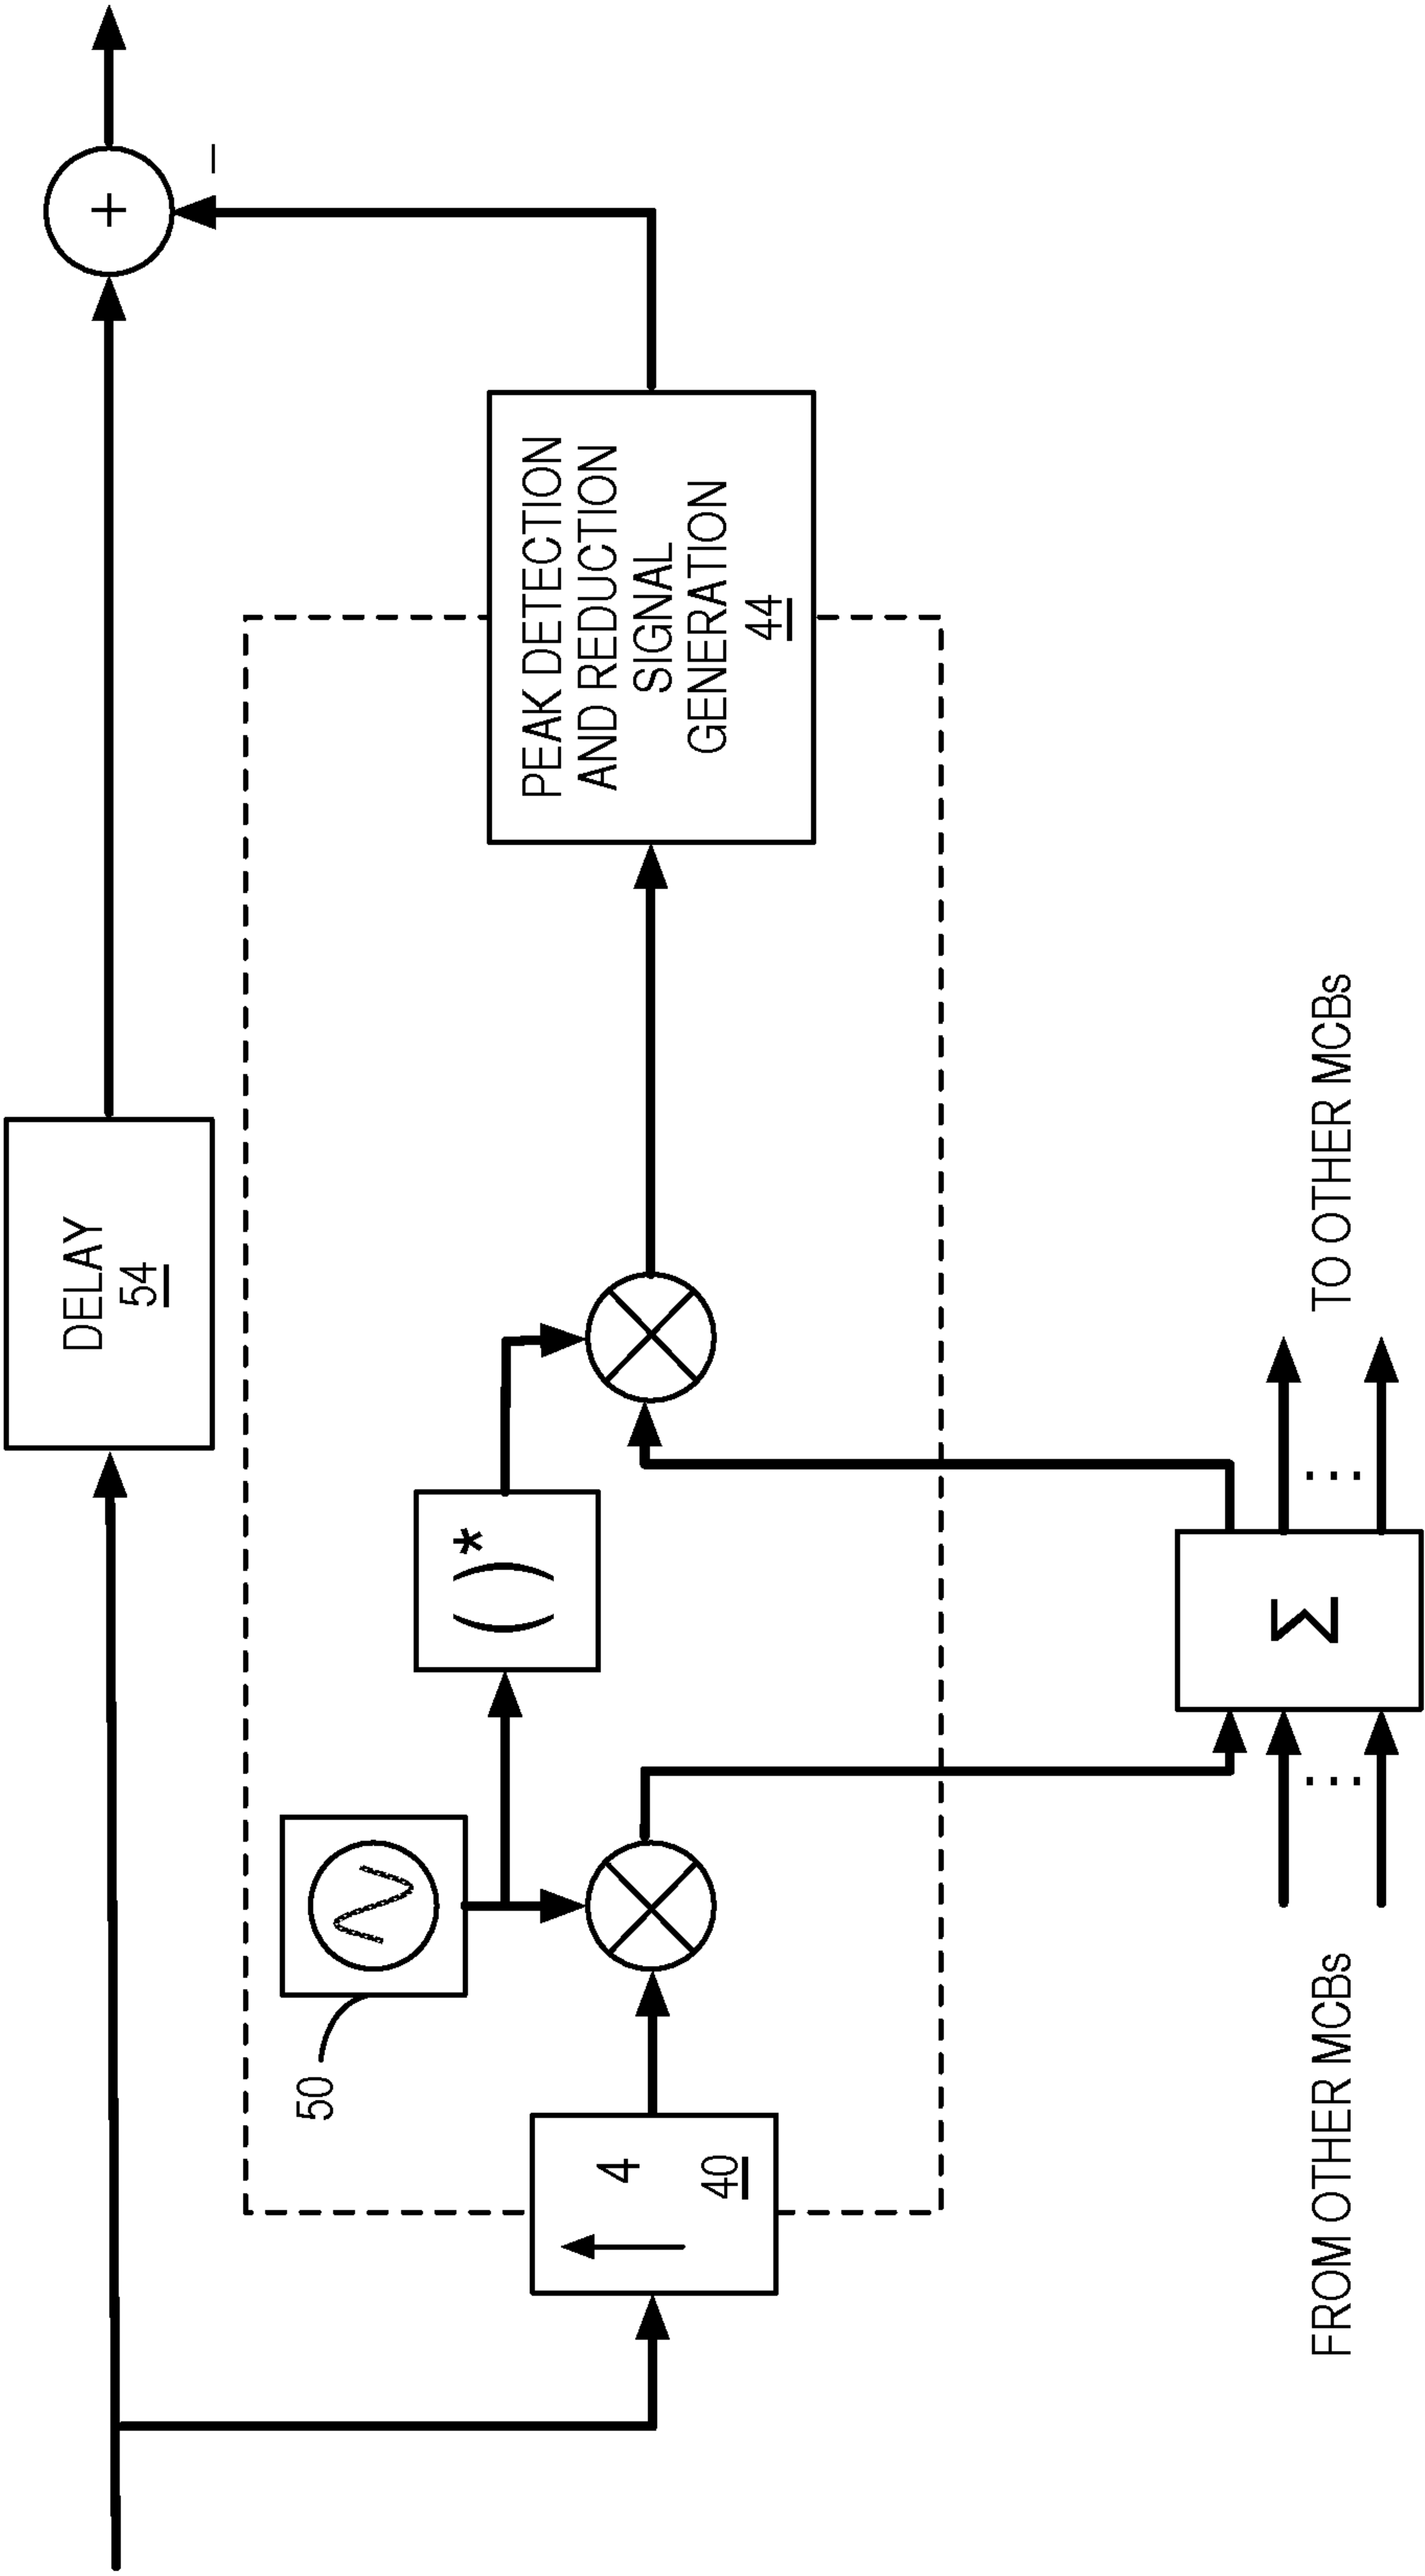 DELAY
54
+
−
50
( )*
4
40
PEAK DETECTION
AND REDUCTION
SIGNAL
GENERATION
44
Σ
...
...
FROM OTHER MCBs
TO OTHER MCBs